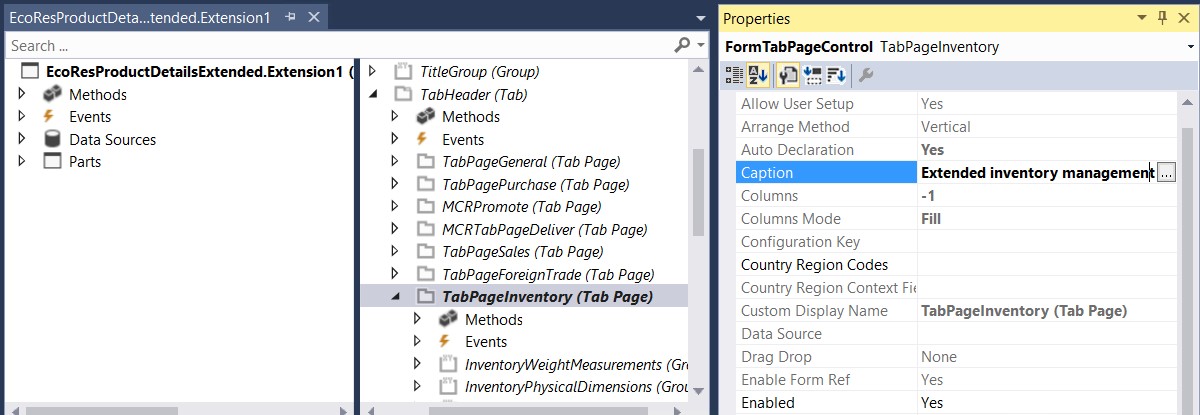 EcoResProductDeta...tended.Extension1
Search ...
EcoResProductDetailsExtended.Extension1 (
Methods
Events
Data Sources
Parts
TitleGroup (Group)
TabHeader (Tab)
Methods
Events
TabPageGeneral (Tab Page)
TabPagePurchase (Tab Page)
MCRPromote (Tab Page)
MCRTabPageDeliver (Tab Page)
TabPageSales (Tab Page)
TabPageForeignTrade (Tab Page)
TabPageInventory (Tab Page)
Methods
Events
InventoryWeightMeasurements (Gr
InventoryPhysicalDimensions (Grou
Properties
FormTabPageControl TabPageInventory
Allow User Setup Yes
Arrange Method Vertical
Auto Declaration Yes
Caption Extended inventory management ...
Columns -1
Columns Mode Fill
Configuration Key
Country Region Codes
Country Region Context Fie
Custom Display Name TabPageInventory (Tab Page)
Data Source
Drag Drop None
Enable Form Ref Yes
Enabled Yes